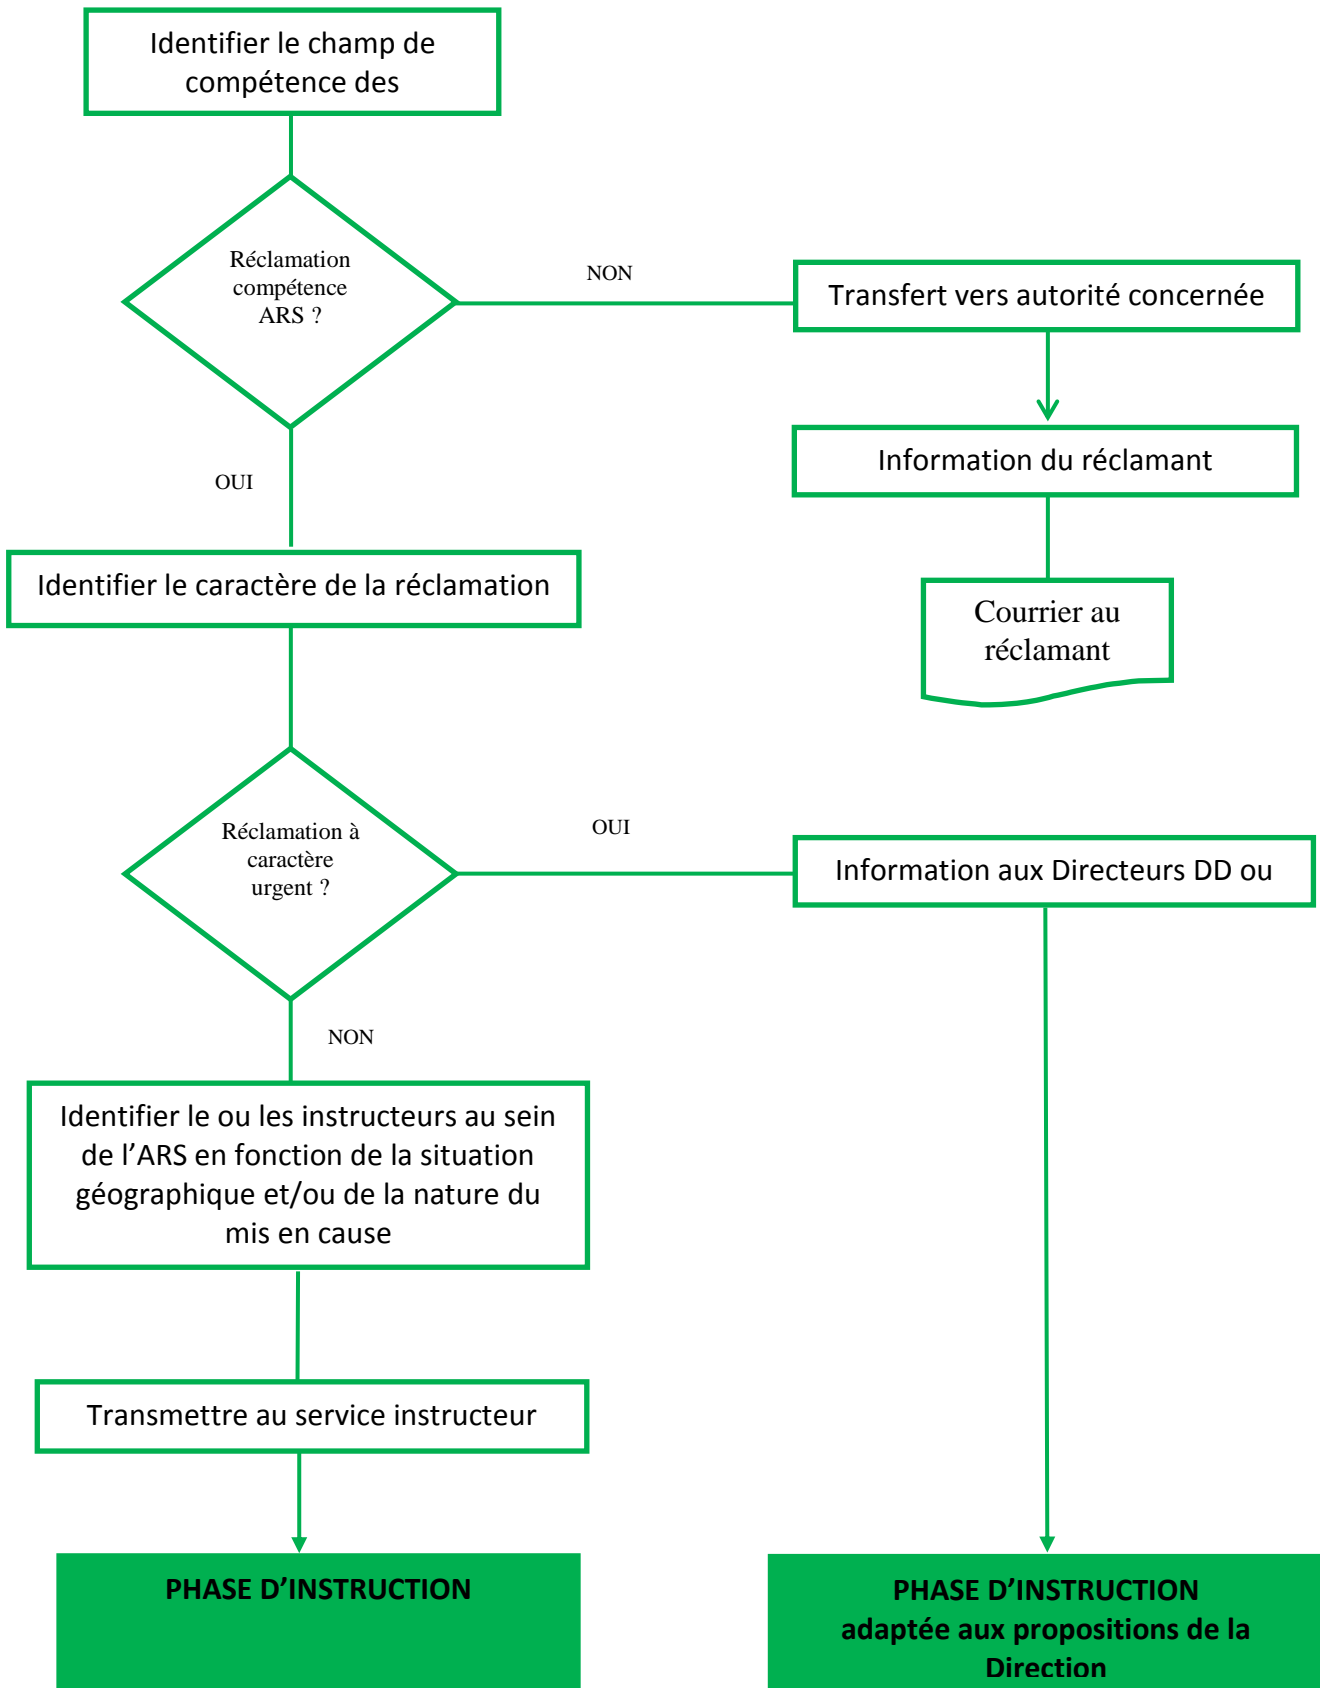 Identifier le champ de
compétence des
Réclamation
compétence
ARS ?
NON
Transfert vers autorité concernée
Information du réclamant
OUI
Identifier le caractère de la réclamation
Courrier au
réclamant
Réclamation à
caractère
urgent ?
OUI
Information aux Directeurs DD ou
NON
Identifier le ou les instructeurs au sein
de l’ARS en fonction de la situation
géographique et/ou de la nature du
mis en cause
Transmettre au service instructeur
PHASE D’INSTRUCTION
PHASE D’INSTRUCTION
adaptée aux propositions de la
Direction